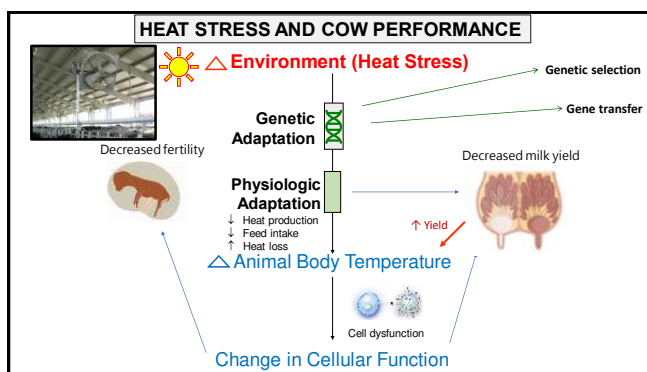 HEAT STRESS AND COW PERFORMANCE
△ Environment (Heat Stress)
Genetic selection
Gene transfer
Genetic
Adaptation
Decreased fertility
Decreased milk yield
Physiologic
Adaptation
↓ Heat production
↓ Feed intake
↑ Heat loss
↑ Yield
△ Animal Body Temperature
Cell dysfunction
Change in Cellular Function